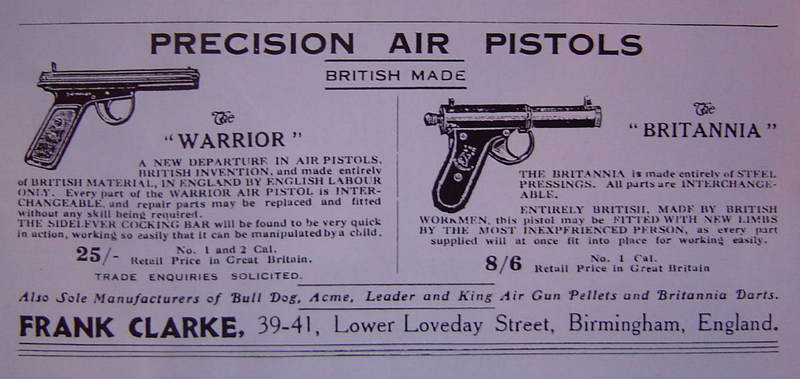 PRECISION AIR PISTOLS
BRITISH MADE
The
"WARRIOR"
A NEW DEPARTURE IN AIR PISTOLS.
BRITISH INVENTION, and made entirely
of BRITISH MATERIAL, IN ENGLAND BY ENGLISH LABOUR
ONLY. Every part of the WARRIOR AIR PISTOL is INTER-
CHANGEABLE, and repair parts may be replaced and fitted
without any skill being required.
THE SIDELEVER COCKING BAR will be found to be very quick
in action, working so easily that it can be manipulated by a child.
25/- No. 1 and 2 Cal.
Retail Price in Great Britain.
TRADE ENQUIRIES SOLICITED.
The
"BRITANNIA"
THE BRITANNIA is made entirely of STEEL
PRESSINGS. All parts are INTERCHANGE-
ABLE.
ENTIRELY BRITISH, MADE BY BRITISH
WORKMEN, this pistol may be FITTED WITH NEW LIMBS
BY THE MOST INEXPERIENCED PERSON, as every part
supplied will at once fit into place for working easily.
8/6 No. 1 Cal.
Retail Price in Great Britain
Also Sole Manufacturers of Bull Dog, Acme, Leader and King Air Gun Pellets and Britannia Darts.
FRANK CLARKE, 39-41, Lower Loveday Street, Birmingham, England.